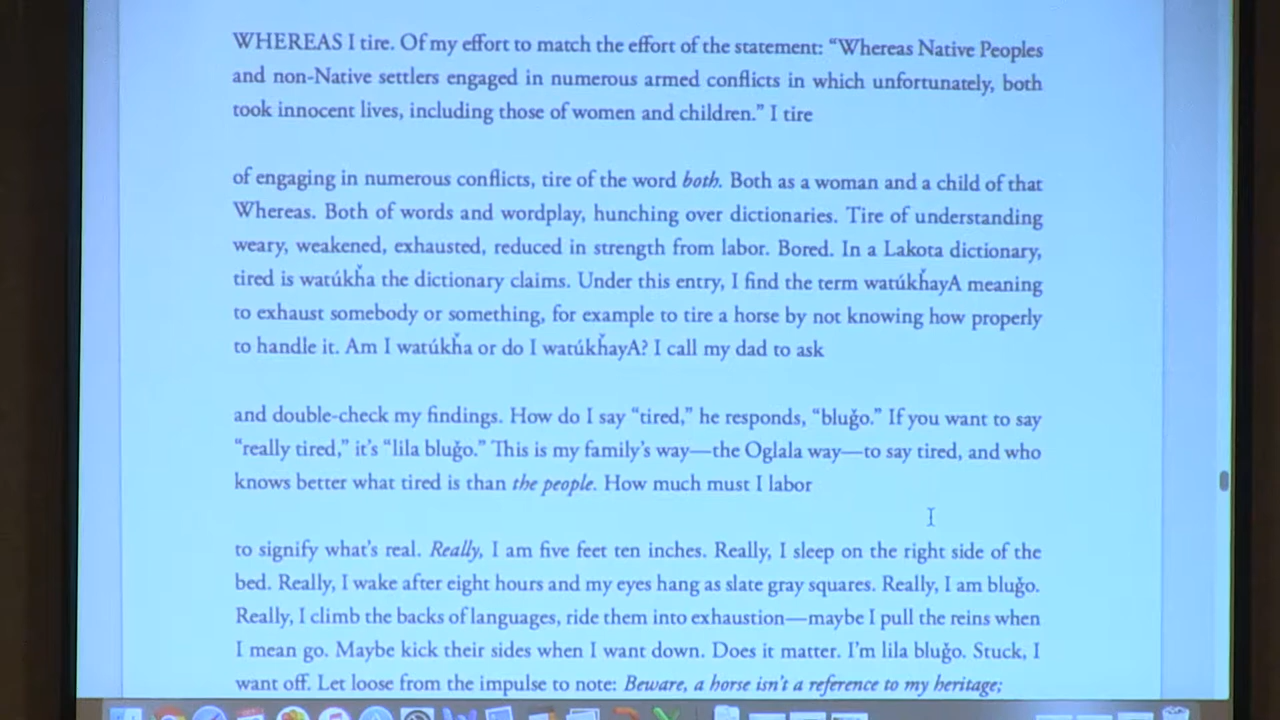 WHEREAS I tire. Of my effort to match the effort of the statement: “Whereas Native Peoples
and non-Native settlers engaged in numerous armed conflicts in which unfortunately, both
took innocent lives, including those of women and children.” I tire
of engaging in numerous conflicts, tire of the word both. Both as a woman and a child of that
Whereas. Both of words and wordplay, hunching over dictionaries. Tire of understanding
weary, weakened, exhausted, reduced in strength from labor. Bored. In a Lakota dictionary,
tired is watúkȟa the dictionary claims. Under this entry, I find the term watúkȟayA meaning
to exhaust somebody or something, for example to tire a horse by not knowing how properly
to handle it. Am I watúkȟa or do I watúkȟayA? I call my dad to ask
and double-check my findings. How do I say “tired,” he responds, “bluǧo.” If you want to say
“really tired,” it’s “lila bluǧo.” This is my family’s way—the Oglala way—to say tired, and who
knows better what tired is than the people. How much must I labor
to signify what’s real. Really, I am five feet ten inches. Really, I sleep on the right side of the
bed. Really, I wake after eight hours and my eyes hang as slate gray squares. Really, I am bluǧo.
Really, I climb the backs of languages, ride them into exhaustion—maybe I pull the reins when
I mean go. Maybe kick their sides when I want down. Does it matter. I’m lila bluǧo. Stuck, I
want off. Let loose from the impulse to note: Beware, a horse isn’t a reference to my heritage;